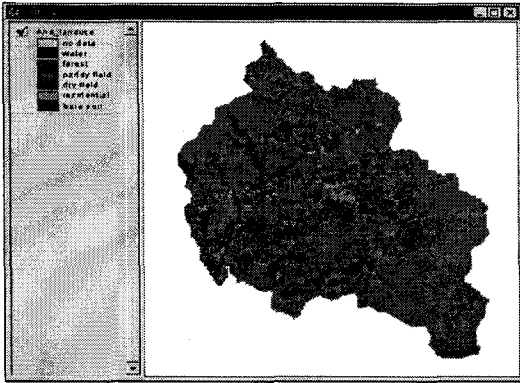 no data
water
forest
paddy field
dry field
residential
bare soil